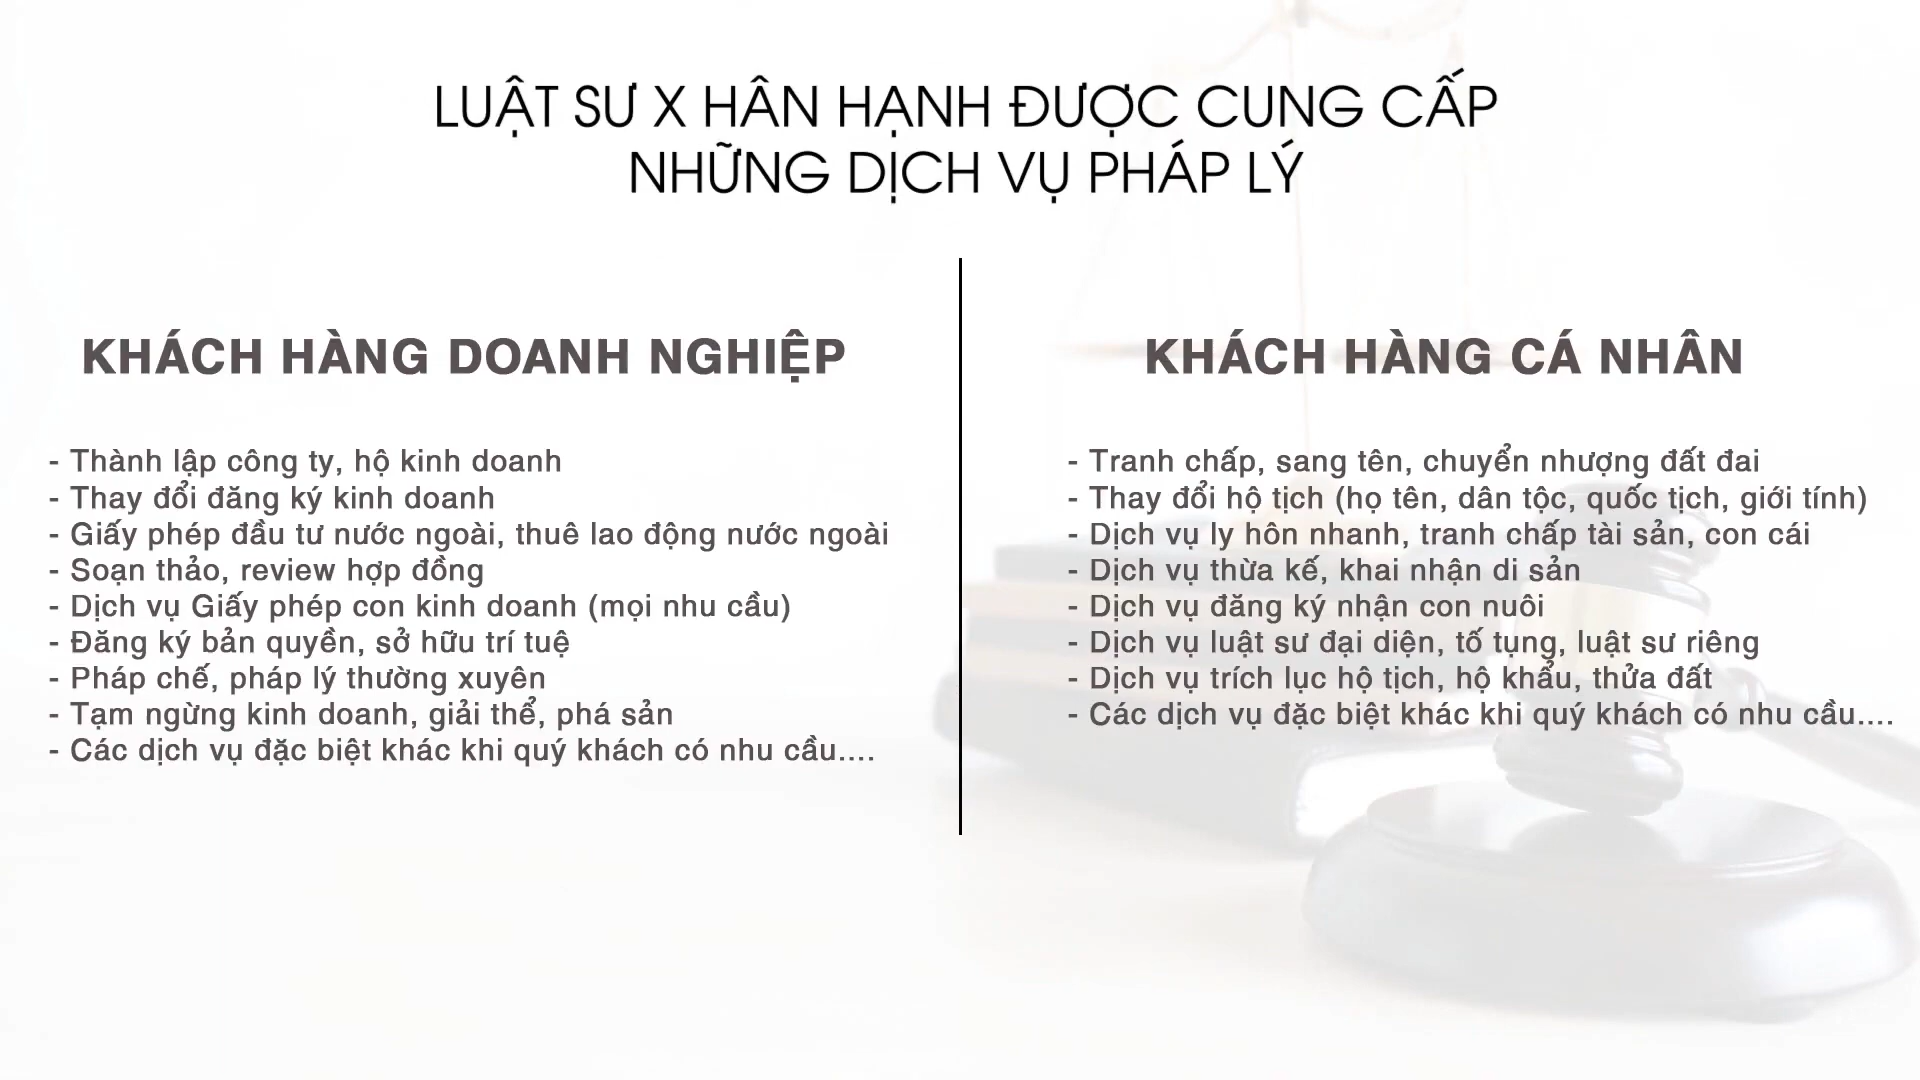 LUẬT SƯ X HÂN HẠNH ĐƯỢC CUNG CẤP
NHỮNG DỊCH VỤ PHÁP LÝ
KHÁCH HÀNG DOANH NGHIỆP
- Thành lập công ty, hộ kinh doanh
- Thay đổi đăng ký kinh doanh
- Giấy phép đầu tư nước ngoài, thuê lao động nước ngoài
- Soạn thảo, review hợp đồng
- Dịch vụ Giấy phép con kinh doanh (mọi nhu cầu)
- Đăng ký bản quyền, sở hữu trí tuệ
- Pháp chế, pháp lý thường xuyên
- Tạm ngừng kinh doanh, giải thể, phá sản
- Các dịch vụ đặc biệt khác khi quý khách có nhu cầu....
KHÁCH HÀNG CÁ NHÂN
- Tranh chấp, sang tên, chuyển nhượng đất đai
- Thay đổi hộ tịch (họ tên, dân tộc, quốc tịch, giới tính)
- Dịch vụ ly hôn nhanh, tranh chấp tài sản, con cái
- Dịch vụ thừa kế, khai nhận di sản
- Dịch vụ đăng ký nhận con nuôi
- Dịch vụ luật sư đại diện, tố tụng, luật sư riêng
- Dịch vụ trích lục hộ tịch, hộ khẩu, thửa đất
- Các dịch vụ đặc biệt khác khi quý khách có nhu cầu....